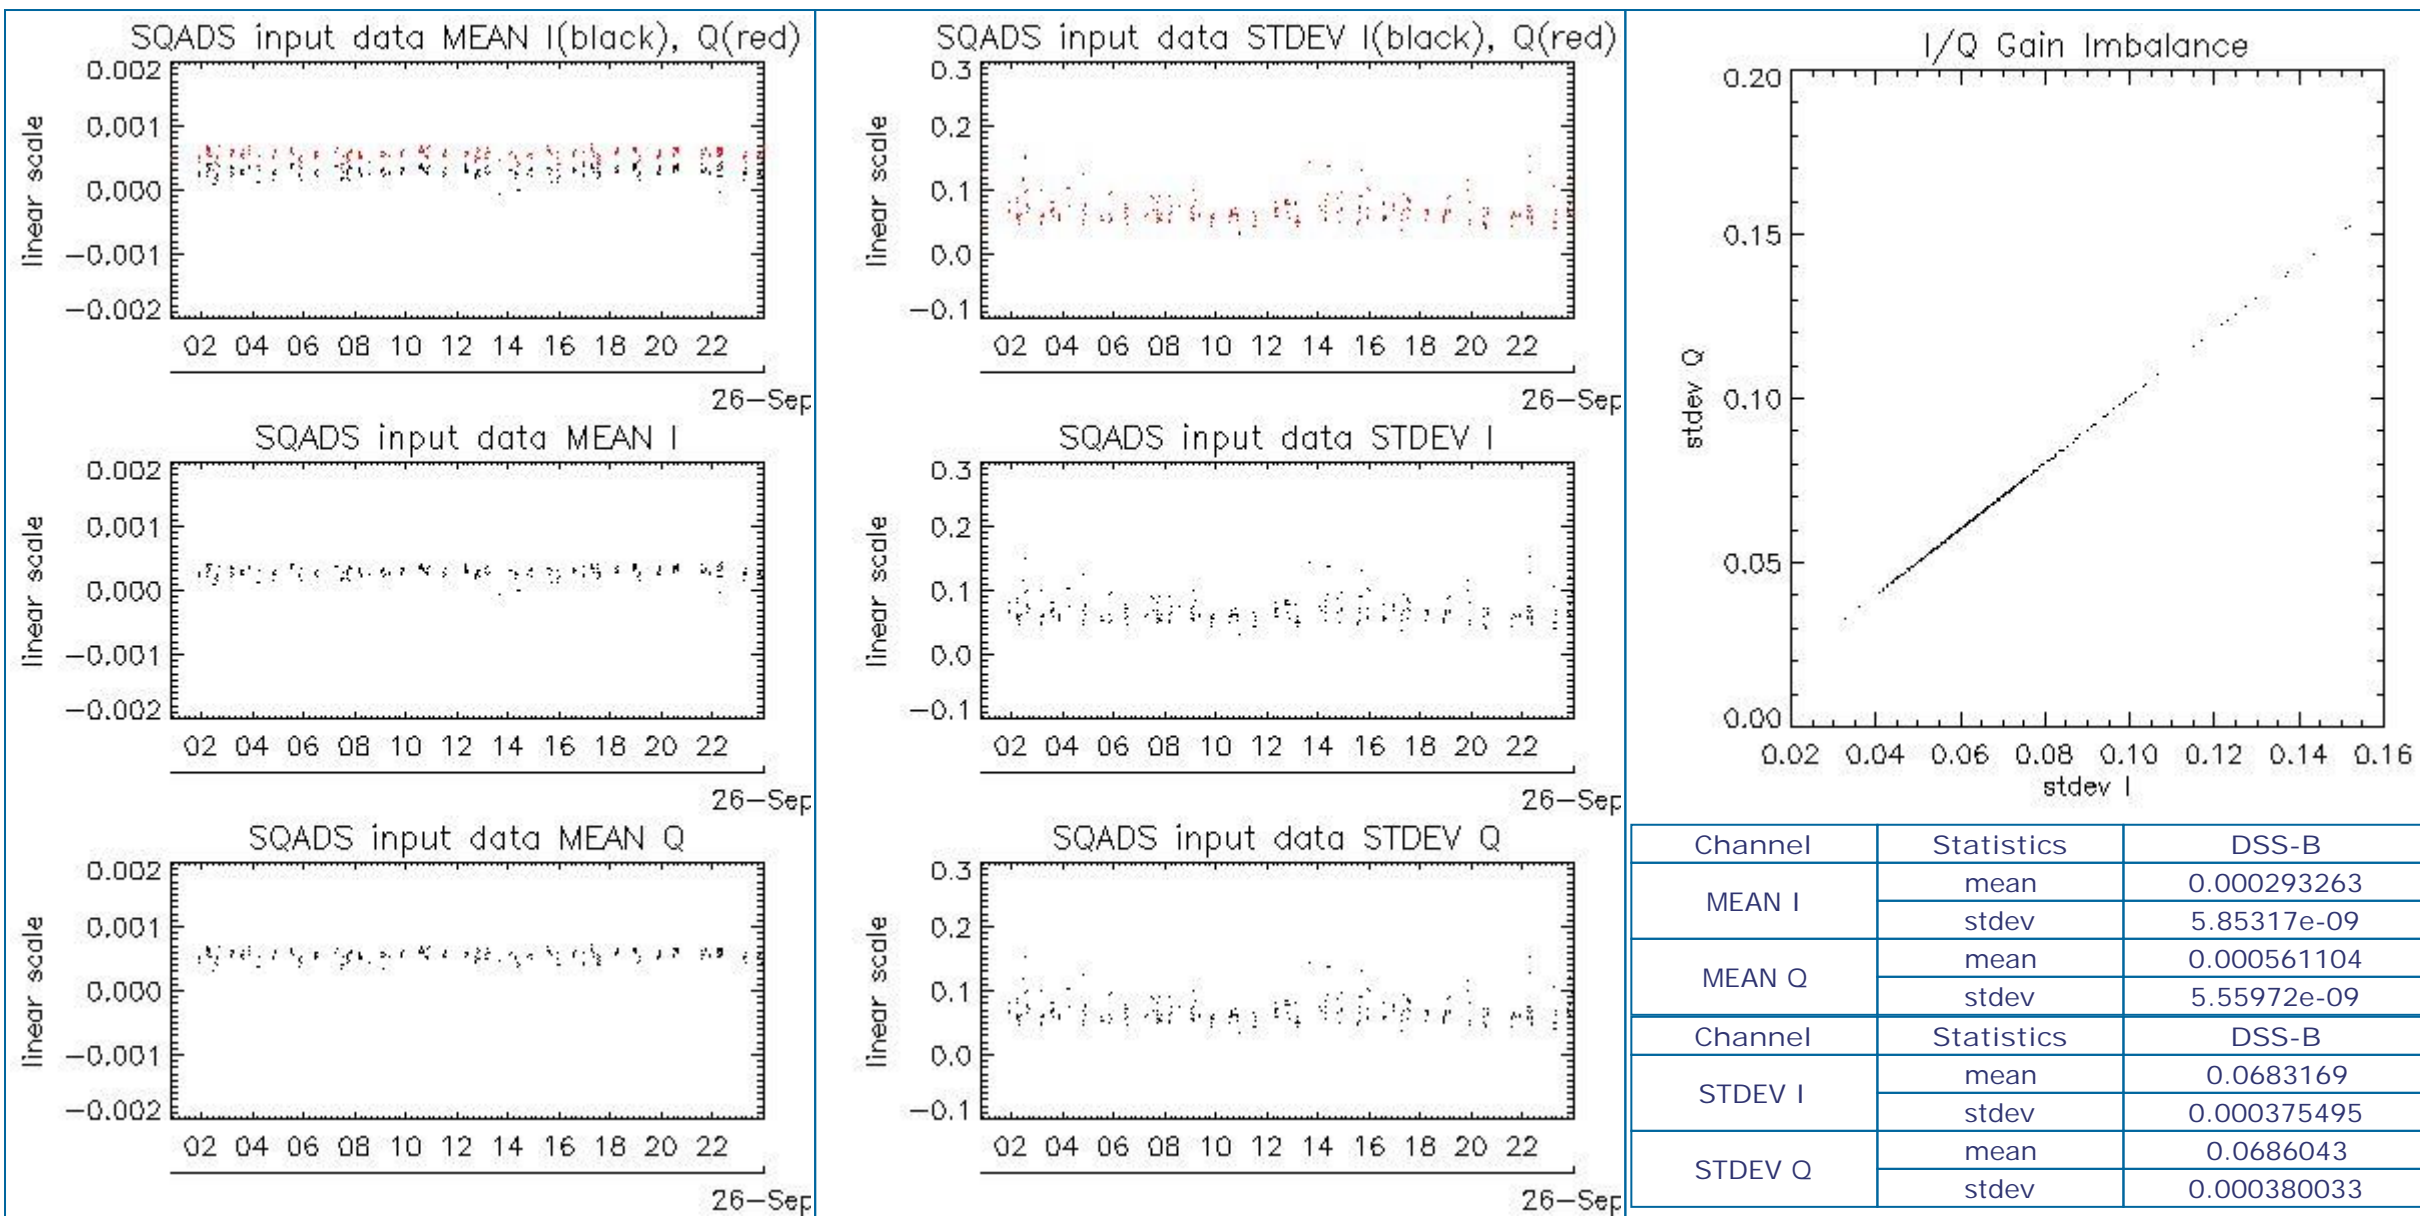 SQADS input data MEAN I(black), Q(red)
0.002
0.001
0.000
-0.001
-0.002
linear scale
02 04 06 08 10 12 14 16 18 20 22
26-Sep
SQADS input data MEAN I
0.002
0.001
0.000
-0.001
-0.002
linear scale
02 04 06 08 10 12 14 16 18 20 22
26-Sep
SQADS input data MEAN Q
0.002
0.001
0.000
-0.001
-0.002
linear scale
02 04 06 08 10 12 14 16 18 20 22
26-Sep
SQADS input data STDEV I(black), Q(red)
0.3
0.2
0.1
0.0
-0.1
linear scale
02 04 06 08 10 12 14 16 18 20 22
26-Sep
SQADS input data STDEV I
0.3
0.2
0.1
0.0
-0.1
linear scale
02 04 06 08 10 12 14 16 18 20 22
26-Sep
SQADS input data STDEV Q
0.3
0.2
0.1
0.0
-0.1
linear scale
02 04 06 08 10 12 14 16 18 20 22
26-Sep
I/Q Gain Imbalance
0.20
0.15
0.10
0.05
0.00
stdev Q
0.02 0.04 0.06 0.08 0.10 0.12 0.14 0.16
stdev I
Channel Statistics DSS-B
MEAN I mean 0.000293263
stdev 5.85317e-09
MEAN Q mean 0.000561104
stdev 5.55972e-09
Channel Statistics DSS-B
STDEV I mean 0.0683169
stdev 0.000375495
STDEV Q mean 0.0686043
stdev 0.000380033